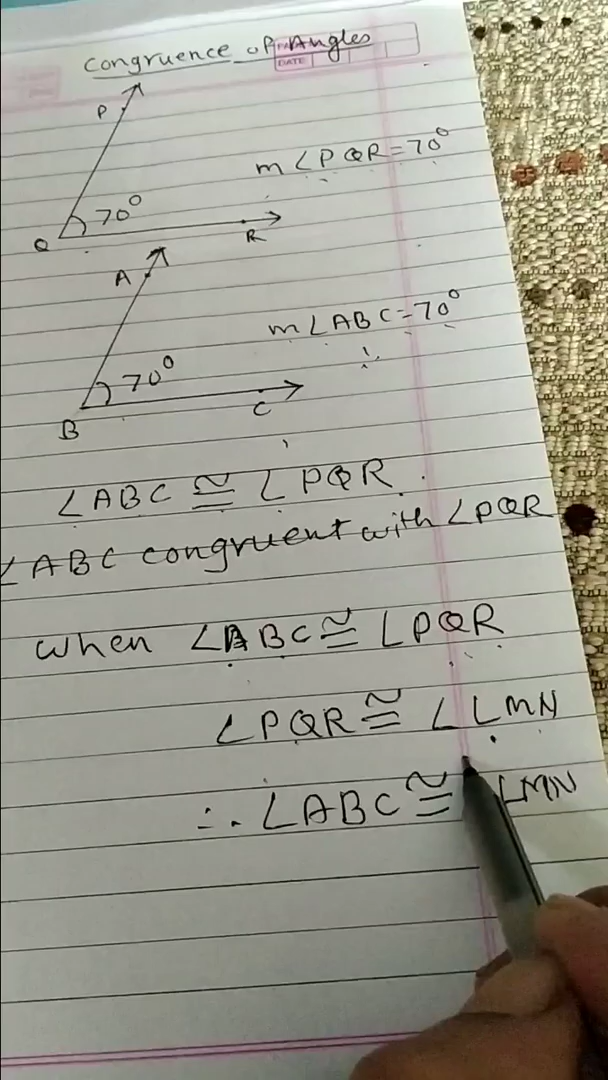 congruence of Angles
DATE
P
m∠PQR=70°
70°
Q
R
A
m∠ABC=70°
70°
B
C
∠ABC ≅ ∠PQR
∠ABC congruent with ∠PQR
when ∠ABC ≅ ∠PQR
∠PQR ≅ ∠LMN
∴ ∠ABC ≅ LMN